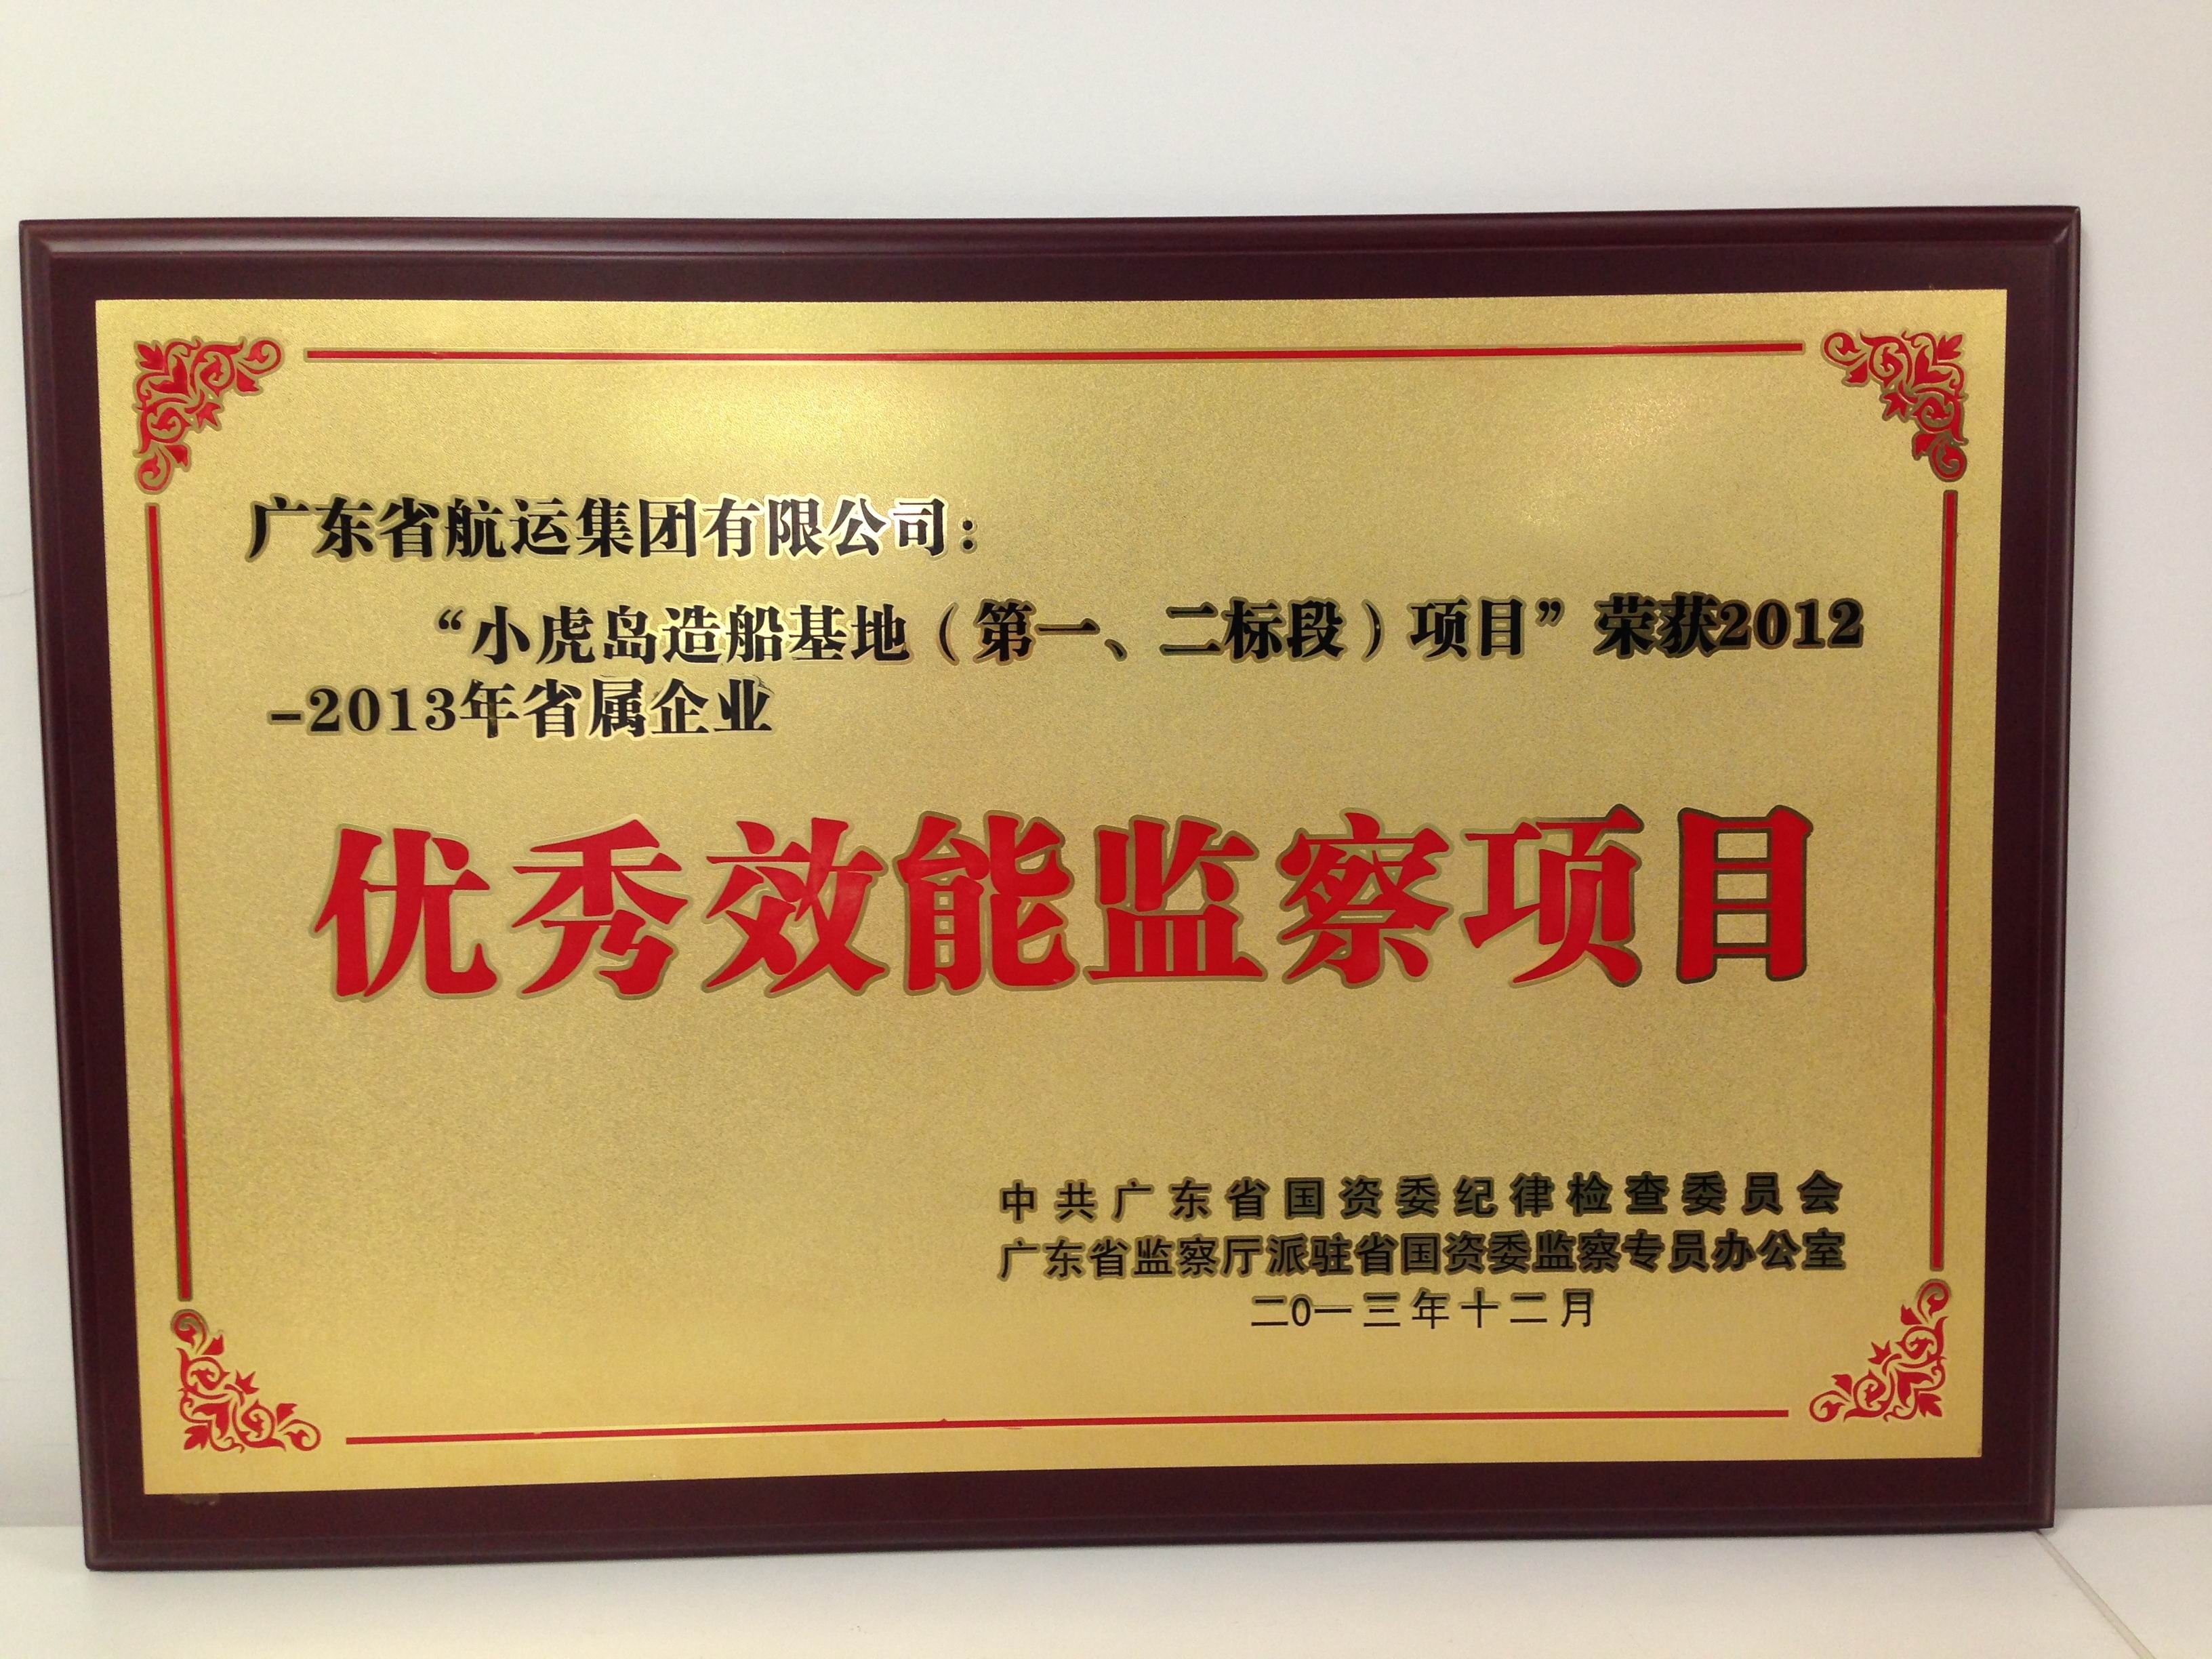 广东省航运集团有限公司：
“小虎岛造船基地（第一、二标段）项目”荣获2012
-2013年省属企业
优秀效能监察项目
中共广东省国资委纪律检查委员会
广东省监察厅派驻省国资委监察专员办公室
二0一三年十二月